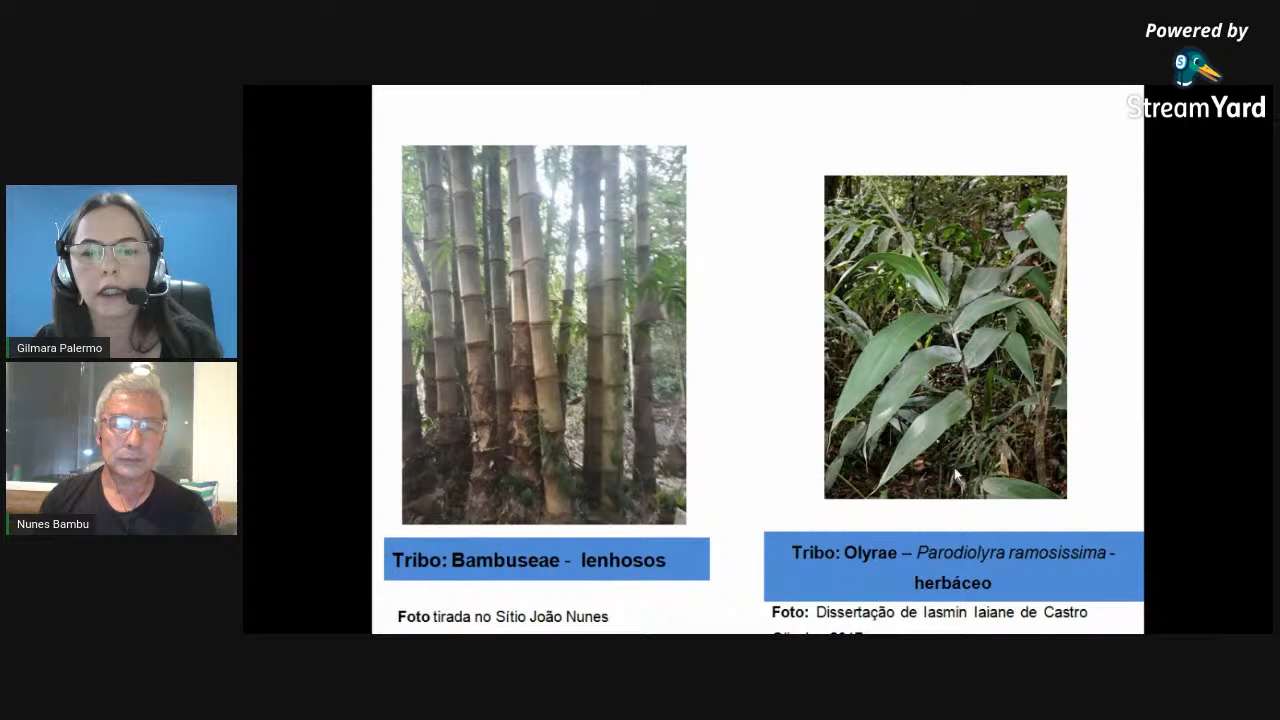 Powered by
StreamYard
Gilmara Palermo
Nunes Bambu
Tribo: Bambuseae - lenhosos
Foto tirada no Sítio João Nunes
Tribo: Olyrae – Parodiolyra ramosissima -
herbáceo
Foto: Dissertação de Iasmin laiane de Castro